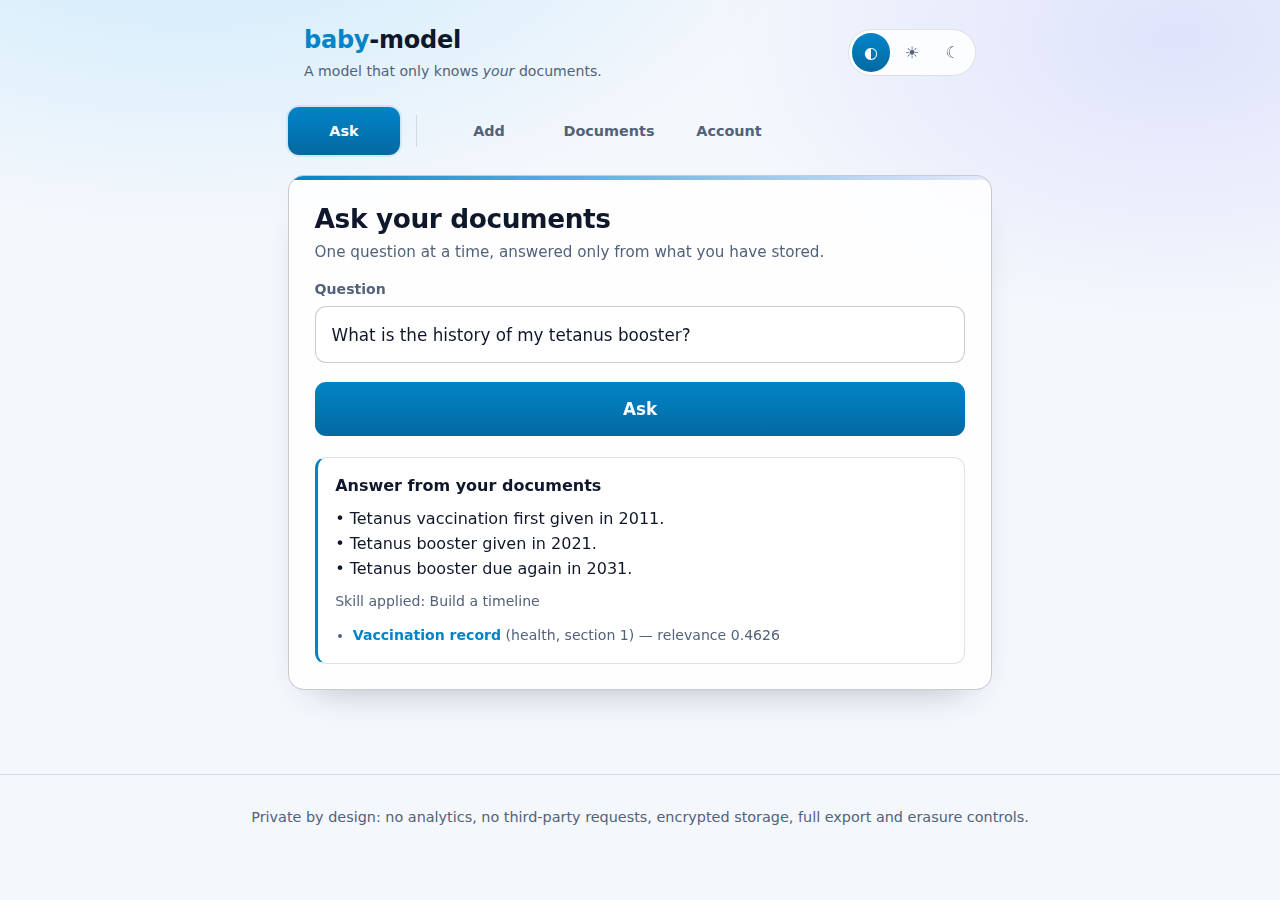 baby-model
A model that only knows your documents.
◐ ☀ ☾
Ask Add Documents Account
Ask your documents
One question at a time, answered only from what you have stored.
Question
What is the history of my tetanus booster?
Ask
Answer from your documents
• Tetanus vaccination first given in 2011.
• Tetanus booster given in 2021.
• Tetanus booster due again in 2031.
Skill applied: Build a timeline
• Vaccination record (health, section 1) — relevance 0.4626
Private by design: no analytics, no third-party requests, encrypted storage, full export and erasure controls.